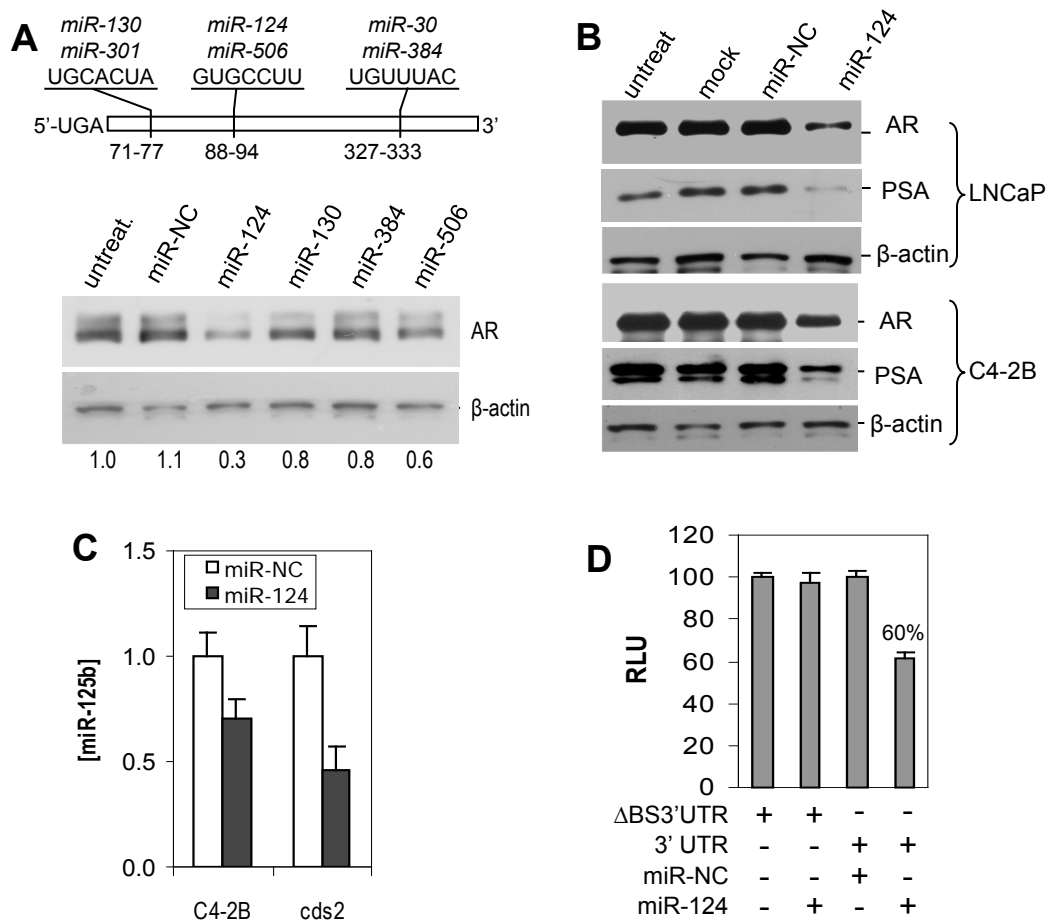 A
miR-130 miR-124 miR-30
miR-301 miR-506 miR-384
UGCACUA GUGCCUU UGUUUAC
5'-UGA 3'
71-77 88-94 327-333
untreat. miR-NC miR-124 miR-130 miR-384 miR-506
AR
β-actin
1.0 1.1 0.3 0.8 0.8 0.6
B
untreat mock miR-NC miR-124
AR
PSA
LNCaP
β-actin
AR
PSA
C4-2B
β-actin
C
1.5
miR-NC
miR-124
1.0
[miR-125b]
0.5
0.0
C4-2B cds2
D
120
100
80
60%
RLU
60
40
20
0
ΔBS3'UTR + + - -
3' UTR - - + +
miR-NC - - + -
miR-124 - + - +